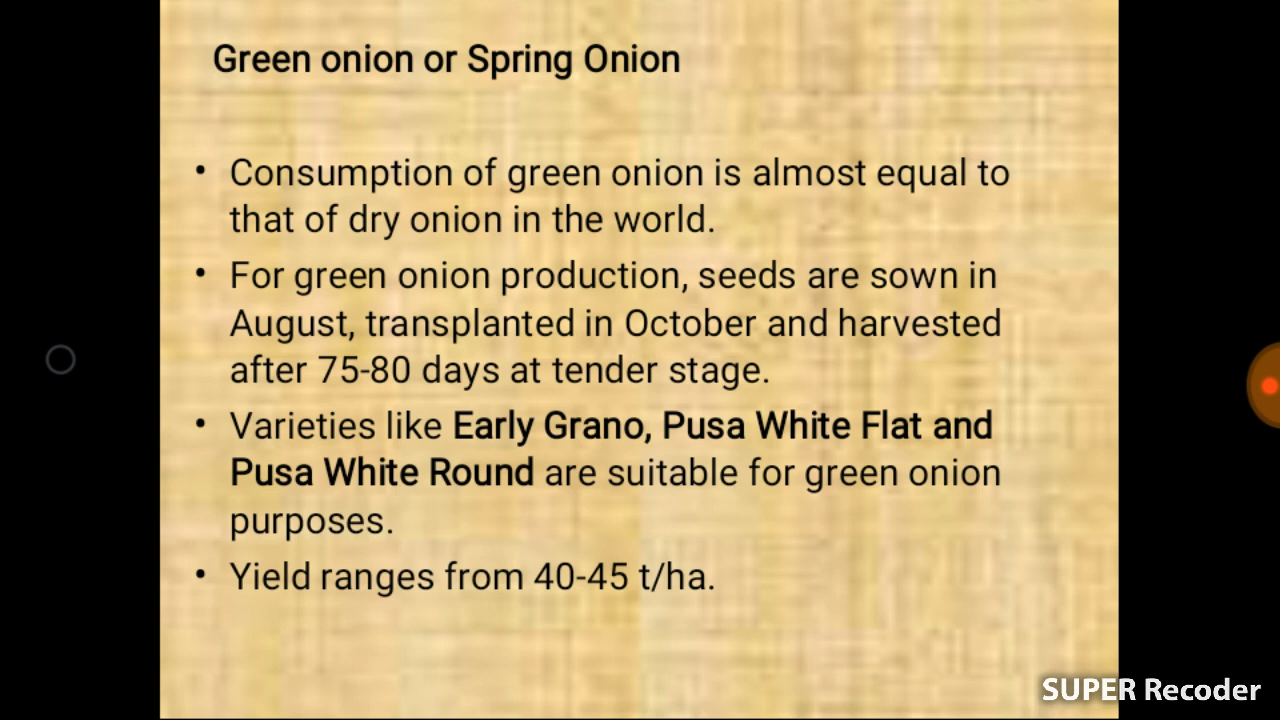 Green onion or Spring Onion
• Consumption of green onion is almost equal to
that of dry onion in the world.
• For green onion production, seeds are sown in
August, transplanted in October and harvested
after 75-80 days at tender stage.
• Varieties like Early Grano, Pusa White Flat and
Pusa White Round are suitable for green onion
purposes.
• Yield ranges from 40-45 t/ha.
SUPER Recoder